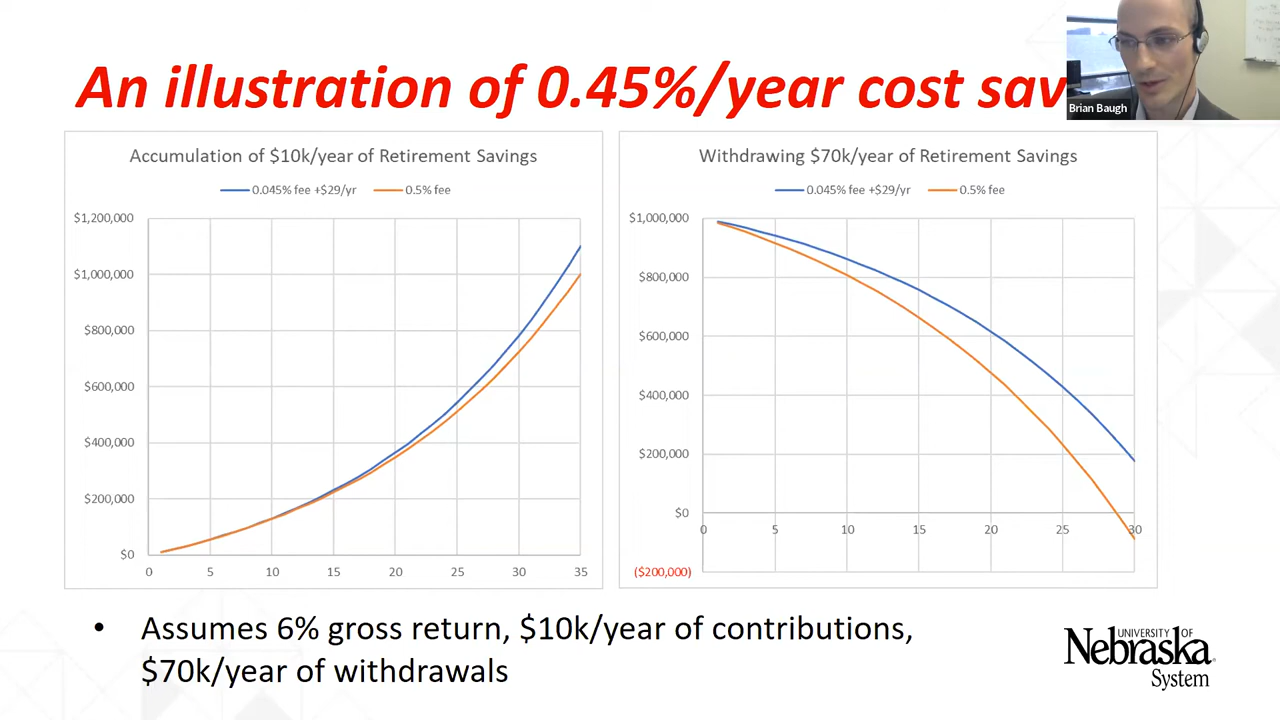 An illustration of 0.45%/year cost sav
Brian Baugh
Accumulation of $10k/year of Retirement Savings
0.045% fee +$29/yr
0.5% fee
$1,200,000
$1,000,000
$800,000
$600,000
$400,000
$200,000
$0
0
5
10
15
20
25
30
35
Withdrawing $70k/year of Retirement Savings
0.045% fee +$29/yr
0.5% fee
$1,000,000
$800,000
$600,000
$400,000
$200,000
$0
($200,000)
0
5
10
15
20
25
30
• Assumes 6% gross return, $10k/year of contributions,
$70k/year of withdrawals
UNIVERSITY OF
Nebraska
System